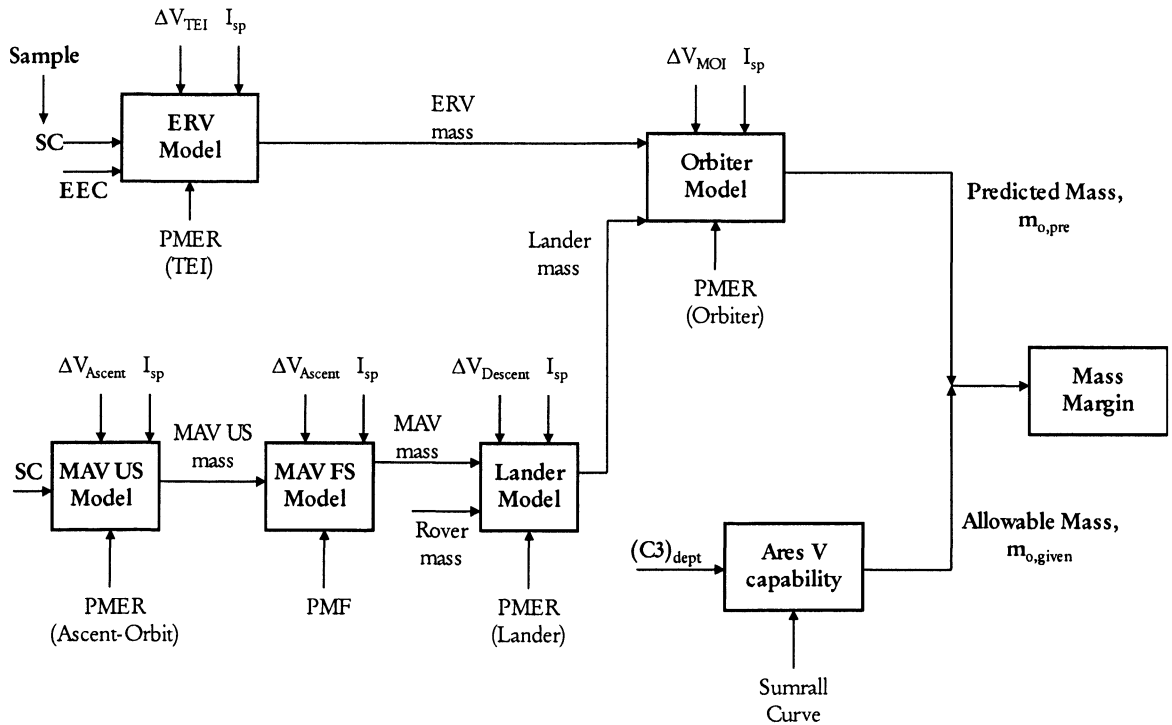 ΔV_TEI I_sp
Sample
ERV
Model
SC
EEC
PMER
(TEI)
ERV
mass
ΔV_MOI I_sp
Orbiter
Model
PMER
(Orbiter)
Lander
mass
Predicted Mass,
m_o,pre
ΔV_Ascent I_sp
SC
MAV US
Model
PMER
(Ascent-Orbit)
MAV US
mass
ΔV_Ascent I_sp
MAV FS
Model
PMF
MAV
mass
Rover
mass
ΔV_Descent I_sp
Lander
Model
PMER
(Lander)
Mass
Margin
(C3)_dept
Ares V
capability
Sumrall
Curve
Allowable Mass,
m_o,given